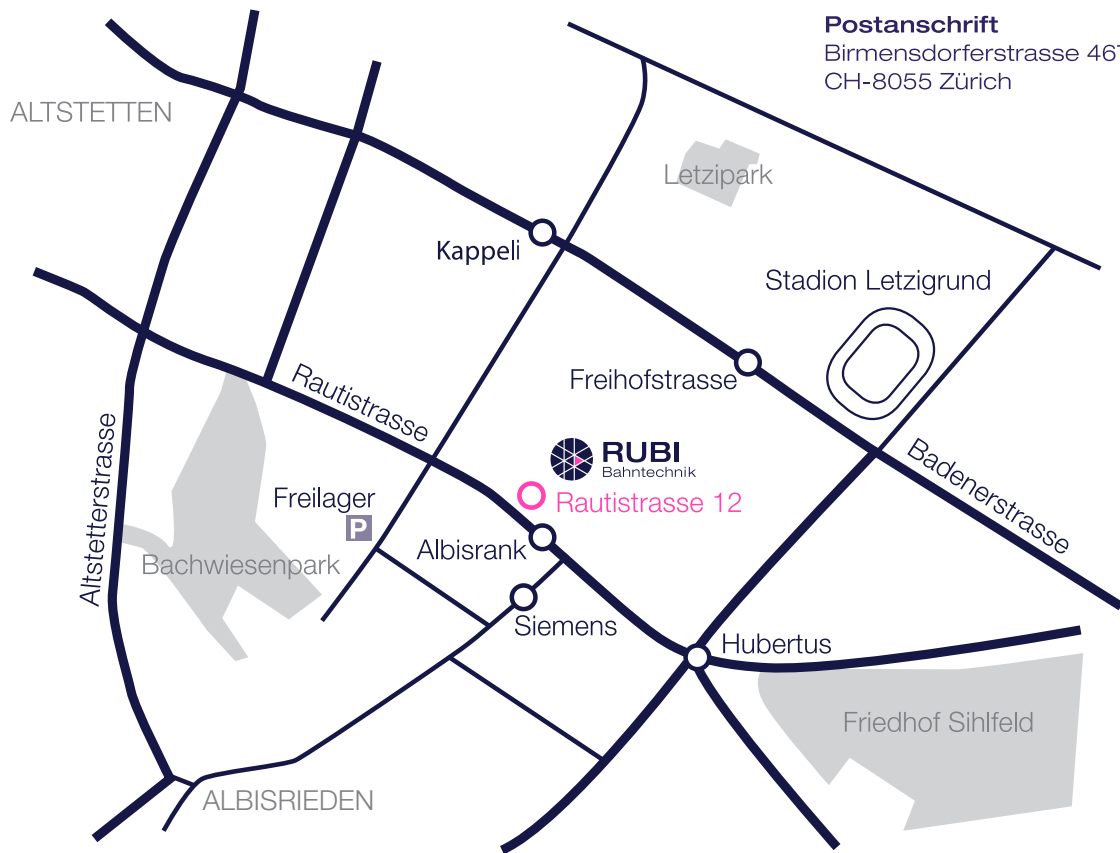 Postanschrift
Birmensdorferstrasse 467
CH-8055 Zürich
ALTSTETTEN
Letzipark
Kappeli
Stadion Letzigrund
Freihofstrasse
Rautistrasse
RUBI
Bahntechnik
Rautistrasse 12
Badenerstrasse
Altstetterstrasse
Freilager
P
Albisrank
Bachwiesenpark
Siemens
Hubertus
Friedhof Sihlfeld
ALBISRIEDEN